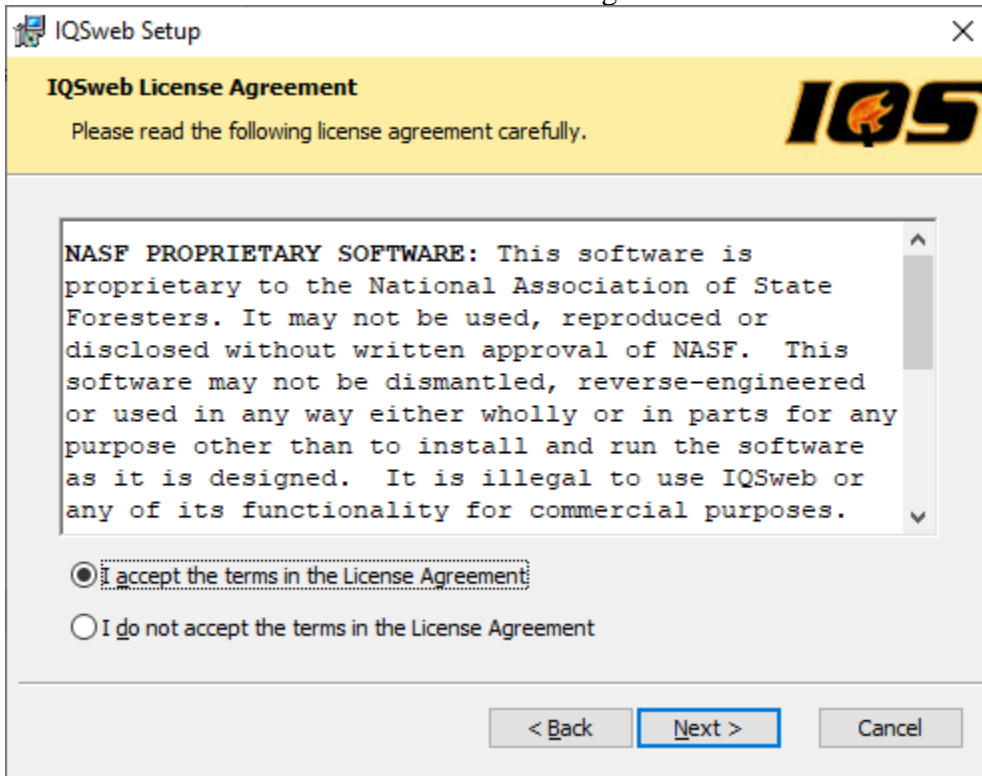 IQSweb Setup
IQSweb License Agreement
Please read the following license agreement carefully.
IQS
NASF PROPRIETARY SOFTWARE: This software is
proprietary to the National Association of State
Foresters. It may not be used, reproduced or
disclosed without written approval of NASF.  This
software may not be dismantled, reverse-engineered
or used in any way either wholly or in parts for any
purpose other than to install and run the software
as it is designed.  It is illegal to use IQSweb or
any of its functionality for commercial purposes.
I accept the terms in the License Agreement
I do not accept the terms in the License Agreement
< Back
Next >
Cancel